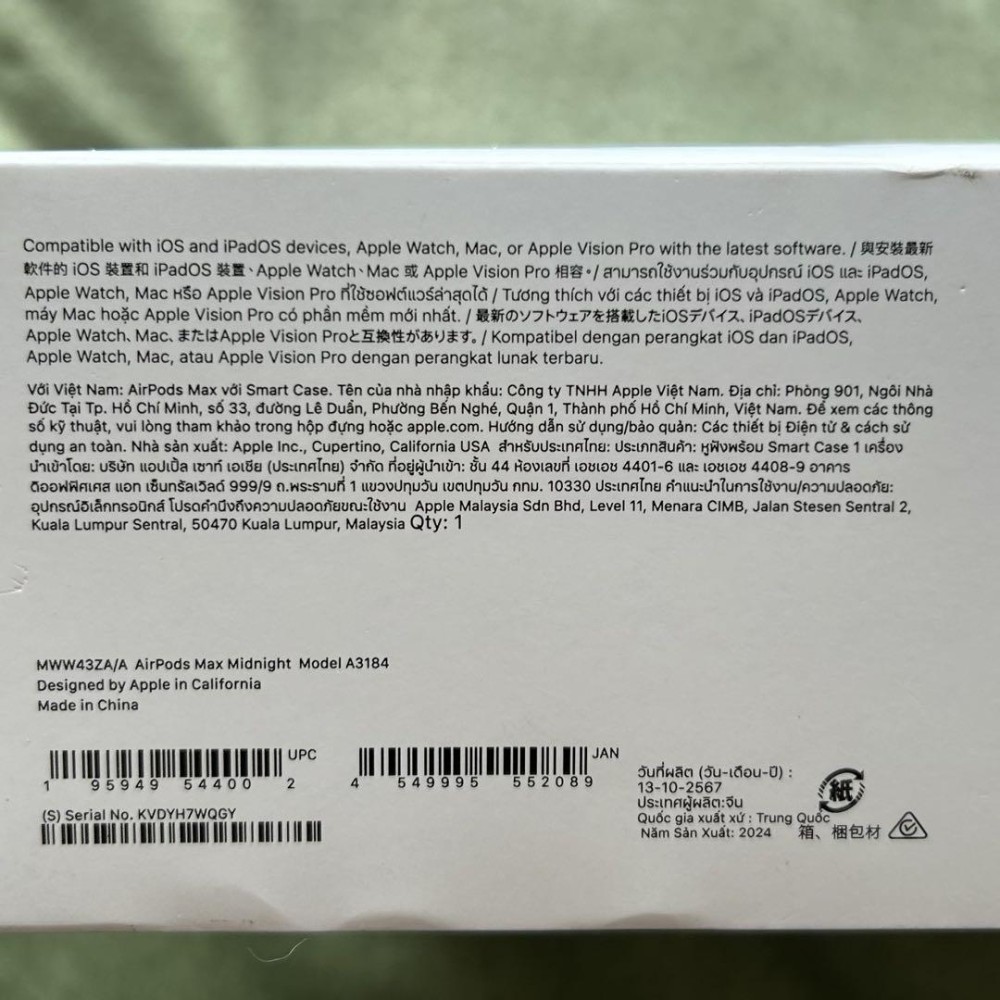 Compatible with iOS and iPadOS devices, Apple Watch, Mac, or Apple Vision Pro with the latest software. / 與安裝最新
軟件的 iOS 裝置和 iPadOS 裝置、Apple Watch、Mac 或 Apple Vision Pro 相容。/ สามารถใช้งานร่วมกับอุปกรณ์ iOS และ iPadOS,
Apple Watch, Mac หรือ Apple Vision Pro ที่ใช้ซอฟต์แวร์ล่าสุดได้ / Tương thích với các thiết bị iOS và iPadOS, Apple Watch,
máy Mac hoặc Apple Vision Pro có phần mềm mới nhất. / 最新のソフトウェアを搭載したiOSデバイス、iPadOSデバイス、
Apple Watch、Mac、またはApple Vision Proと互換性があります。/ Kompatibel dengan perangkat iOS dan iPadOS,
Apple Watch, Mac, atau Apple Vision Pro dengan perangkat lunak terbaru.
Với Việt Nam: AirPods Max với Smart Case. Tên của nhà nhập khẩu: Công ty TNHH Apple Việt Nam. Địa chỉ: Phòng 901, Ngôi Nhà
Đức Tại Tp. Hồ Chí Minh, số 33, đường Lê Duẩn, Phường Bến Nghé, Quận 1, Thành phố Hồ Chí Minh, Việt Nam. Để xem các thông
số kỹ thuật, vui lòng tham khảo trong hộp đựng hoặc apple.com. Hướng dẫn sử dụng/bảo quản: Các thiết bị Điện tử & cách sử
dụng an toàn. Nhà sản xuất: Apple Inc., Cupertino, California USA สำหรับประเทศไทย: ประเภทสินค้า: หูฟังพร้อม Smart Case 1 เครื่อง
นำเข้าโดย: บริษัท แอปเปิ้ล เซาท์ เอเชีย (ประเทศไทย) จำกัด ที่อยู่ผู้นำเข้า: ชั้น 44 ห้องเลขที่ เอชเอช 4401-6 และ เอชเอช 4408-9 อาคาร
ดิออฟฟิศเศส แอท เซ็นทรัลเวิลด์ 999/9 ถ.พระรามที่ 1 แขวงปทุมวัน เขตปทุมวัน กทม. 10330 ประเทศไทย คำแนะนำในการใช้งาน/ความปลอดภัย:
อุปกรณ์อิเล็กทรอนิกส์ โปรดคำนึงถึงความปลอดภัยขณะใช้งาน Apple Malaysia Sdn Bhd, Level 11, Menara CIMB, Jalan Stesen Sentral 2,
Kuala Lumpur Sentral, 50470 Kuala Lumpur, Malaysia Qty: 1
MWW43ZA/A AirPods Max Midnight Model A3184
Designed by Apple in California
Made in China
UPC
1 95949 54400 2
JAN
4 549995 552089
(S) Serial No. KVDYH7WQGY
วันที่ผลิต (วัน-เดือน-ปี) :
13-10-2567
ประเทศผู้ผลิต:จีน
Quốc gia xuất xứ : Trung Quốc
Năm Sản Xuất: 2024
紙
箱、梱包材